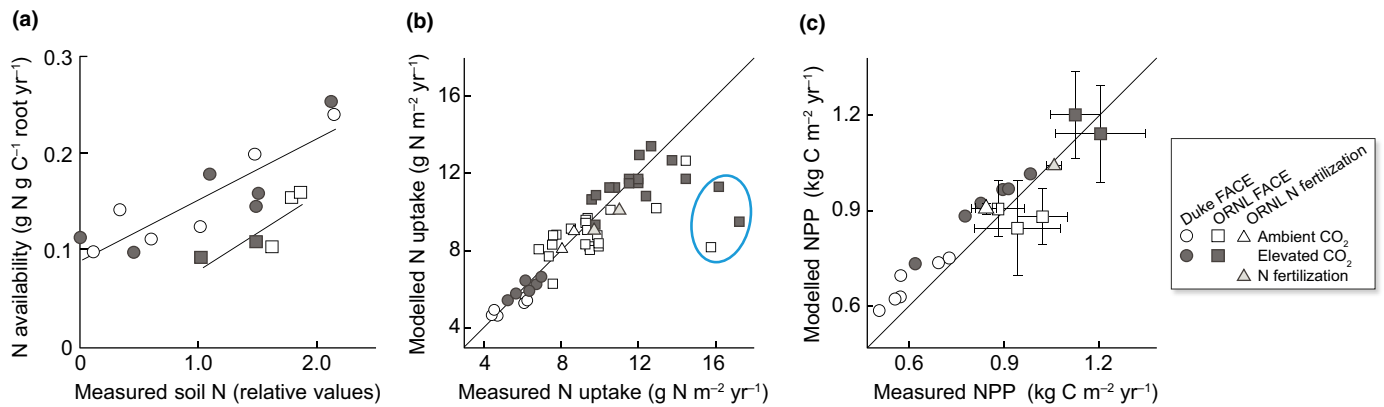 (a)
N availability (g N g C⁻¹ root yr⁻¹)
0.3
0.2
0.1
0
0
1.0
2.0
Measured soil N (relative values)
(b)
Modelled N uptake (g N m⁻² yr⁻¹)
16
12
8
4
4
8
12
16
Measured N uptake (g N m⁻² yr⁻¹)
(c)
Modelled NPP (kg C m⁻² yr⁻¹)
1.2
0.9
0.6
0.6
0.9
1.2
Measured NPP (kg C m⁻² yr⁻¹)
Duke FACE
ORNL FACE
ORNL N fertilization
Ambient CO₂
Elevated CO₂
N fertilization